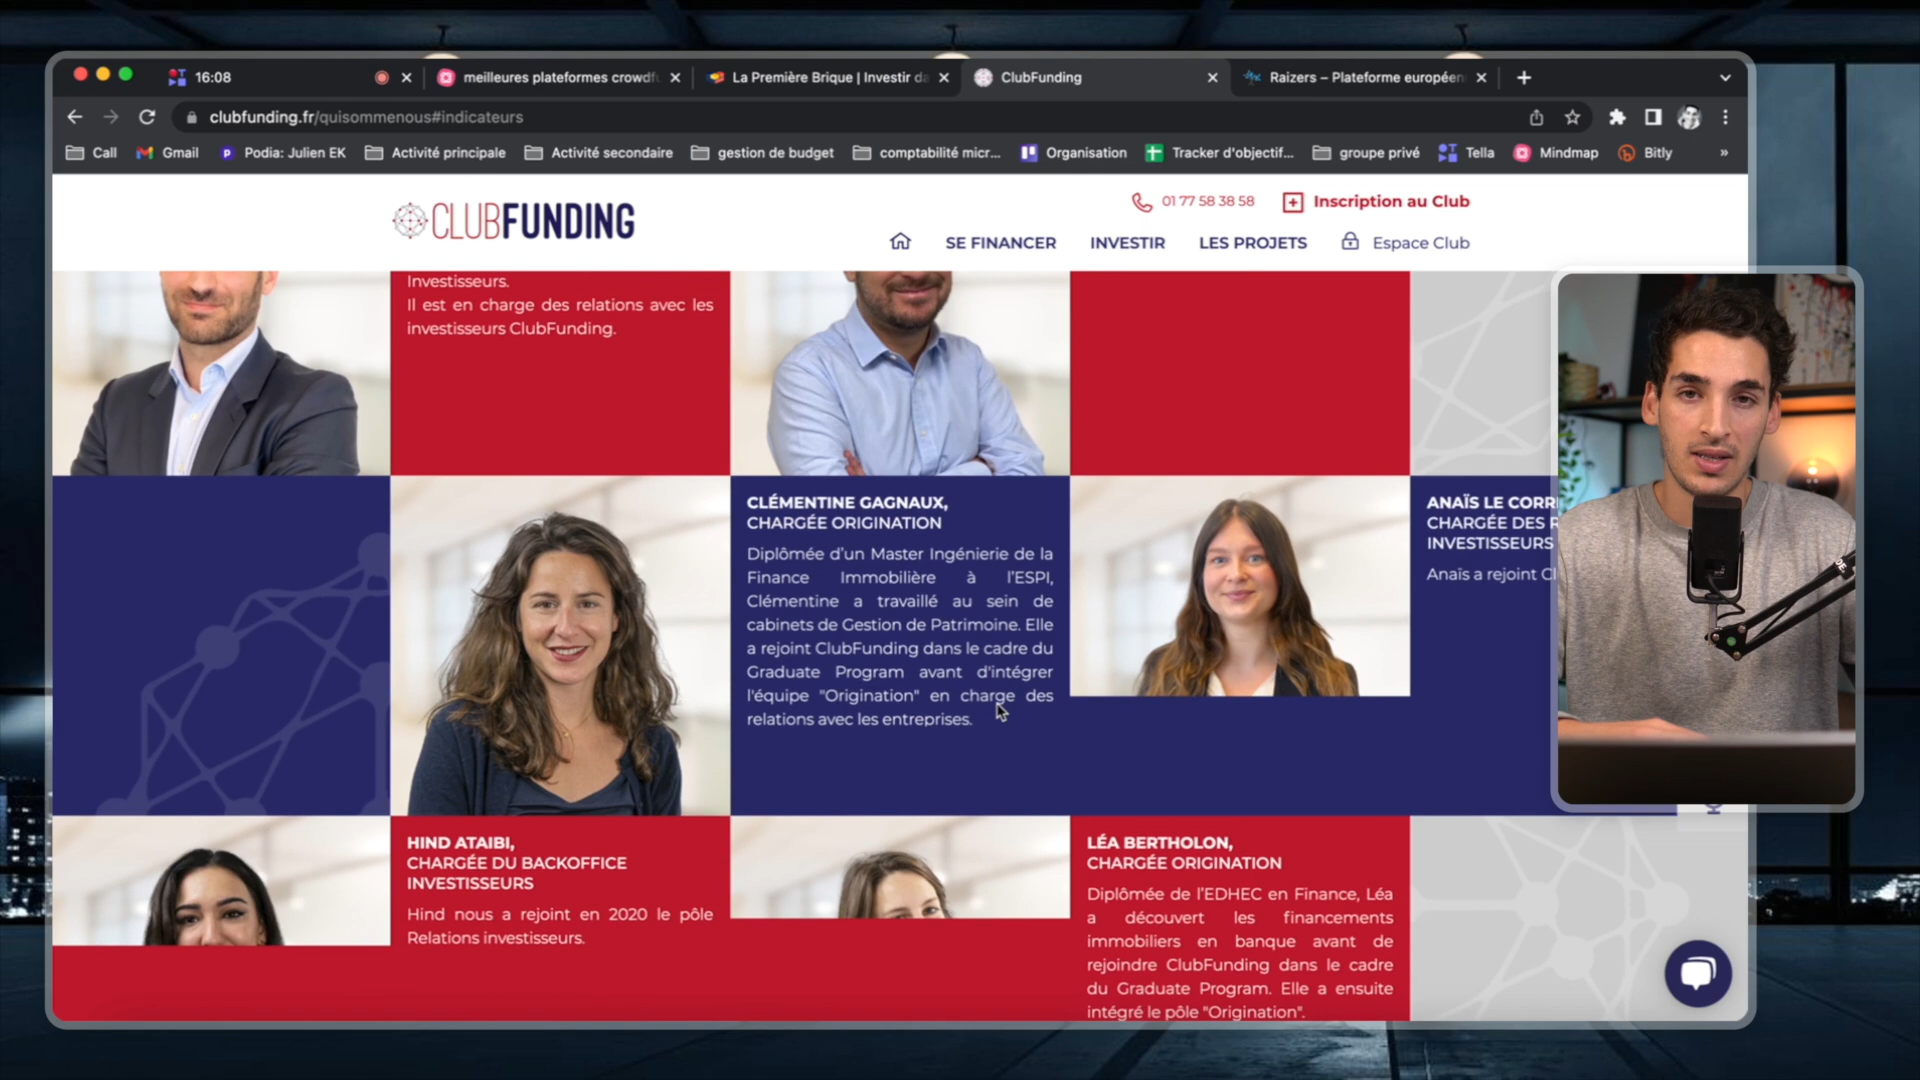 16:08
meilleures plateformes crowdf
La Première Brique | Investir da
ClubFunding
Raizers – Plateforme européen
clubfunding.fr/quisommenous#indicateurs
Call
Gmail
Podia: Julien EK
Activité principale
Activité secondaire
gestion de budget
comptabilité micr...
Organisation
Tracker d'objectif...
groupe privé
Tella
Mindmap
Bitly
»
CLUBFUNDING
01 77 58 38 58
Inscription au Club
SE FINANCER
INVESTIR
LES PROJETS
Espace Club
Investisseurs.
Il est en charge des relations avec les
investisseurs ClubFunding.
CLÉMENTINE GAGNAUX,
CHARGÉE ORIGINATION
Diplômée d'un Master Ingénierie de la
Finance Immobilière à l'ESPI,
Clémentine a travaillé au sein de
cabinets de Gestion de Patrimoine. Elle
a rejoint ClubFunding dans le cadre du
Graduate Program avant d'intégrer
l'équipe "Origination" en charge des
relations avec les entreprises.
ANAÏS LE CORR
CHARGÉE DES R
INVESTISSEURS
Anaïs a rejoint Cl
HIND ATAIBI,
CHARGÉE DU BACKOFFICE
INVESTISSEURS
Hind nous a rejoint en 2020 le pôle
Relations investisseurs.
LÉA BERTHOLON,
CHARGÉE ORIGINATION
Diplômée de l'EDHEC en Finance, Léa
a découvert les financements
immobiliers en banque avant de
rejoindre ClubFunding dans le cadre
du Graduate Program. Elle a ensuite
intégré le pôle "Origination".